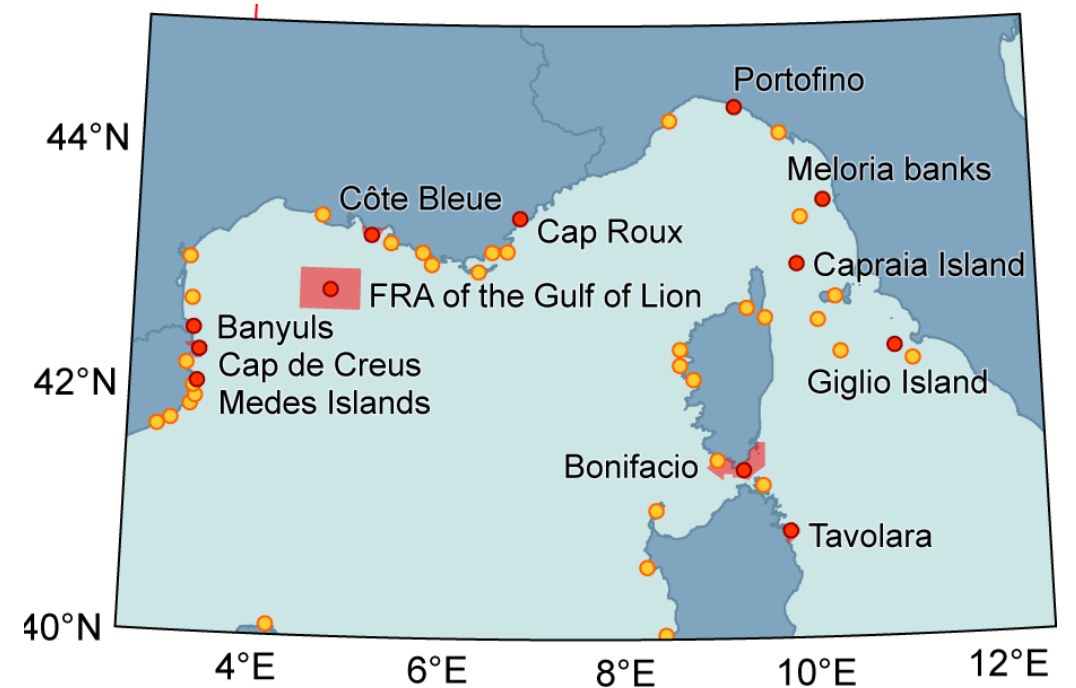 Portofino
44°N
Meloria banks
Côte Bleue
Cap Roux
Capraia Island
FRA of the Gulf of Lion
Banyuls
Cap de Creus
42°N
Giglio Island
Medes Islands
Bonifacio
Tavolara
40°N
4°E 6°E 8°E 10°E 12°E